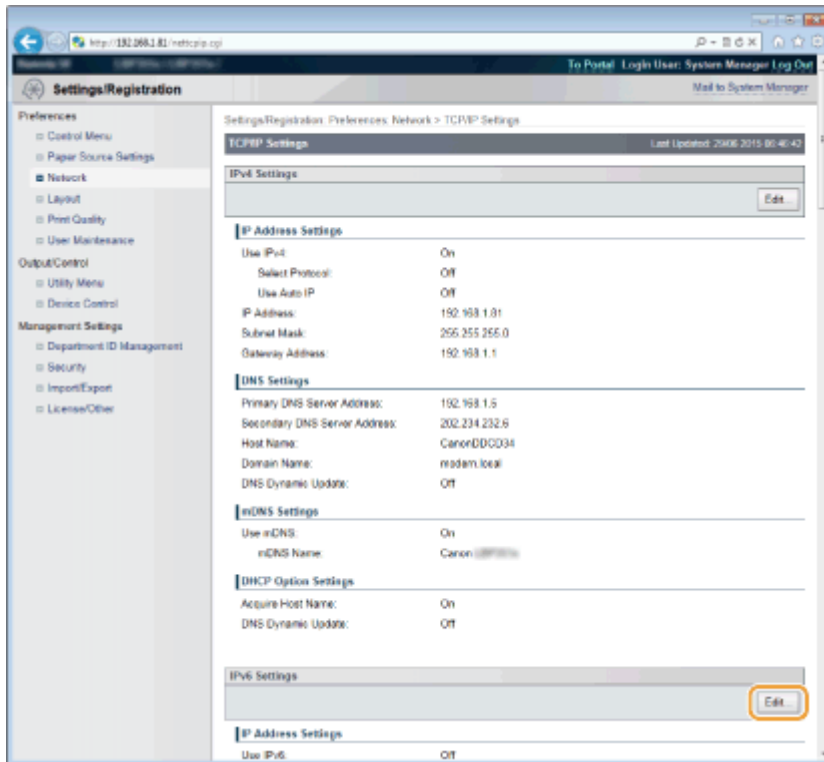 http://192.168.1.81/nettcpip.cgi
To Portal Login User: System Manager Log Out
Settings/Registration
Mail to System Manager
Preferences
Control Menu
Paper Source Settings
Network
Layout
Print Quality
User Maintenance
Output/Control
Utility Menu
Device Control
Management Settings
Department ID Management
Security
Import/Export
License/Other
Settings/Registration: Preferences: Network > TCP/IP Settings
TCP/IP Settings
Last Updated:
IPv4 Settings
Edit...
IP Address Settings
Use IPv4: On
Select Protocol: Off
Use Auto IP Off
IP Address: 192.168.1.81
Subnet Mask: 255.255.255.0
Gateway Address: 192.168.1.1
DNS Settings
Primary DNS Server Address: 192.168.1.6
Secondary DNS Server Address: 202.234.232.6
Host Name: CanonDDCD34
Domain Name: modem.local
DNS Dynamic Update: Off
mDNS Settings
Use mDNS: On
mDNS Name: Canon
DHCP Option Settings
Acquire Host Name: On
DNS Dynamic Update: Off
IPv6 Settings
Edit...
IP Address Settings
Use IPv6: Off